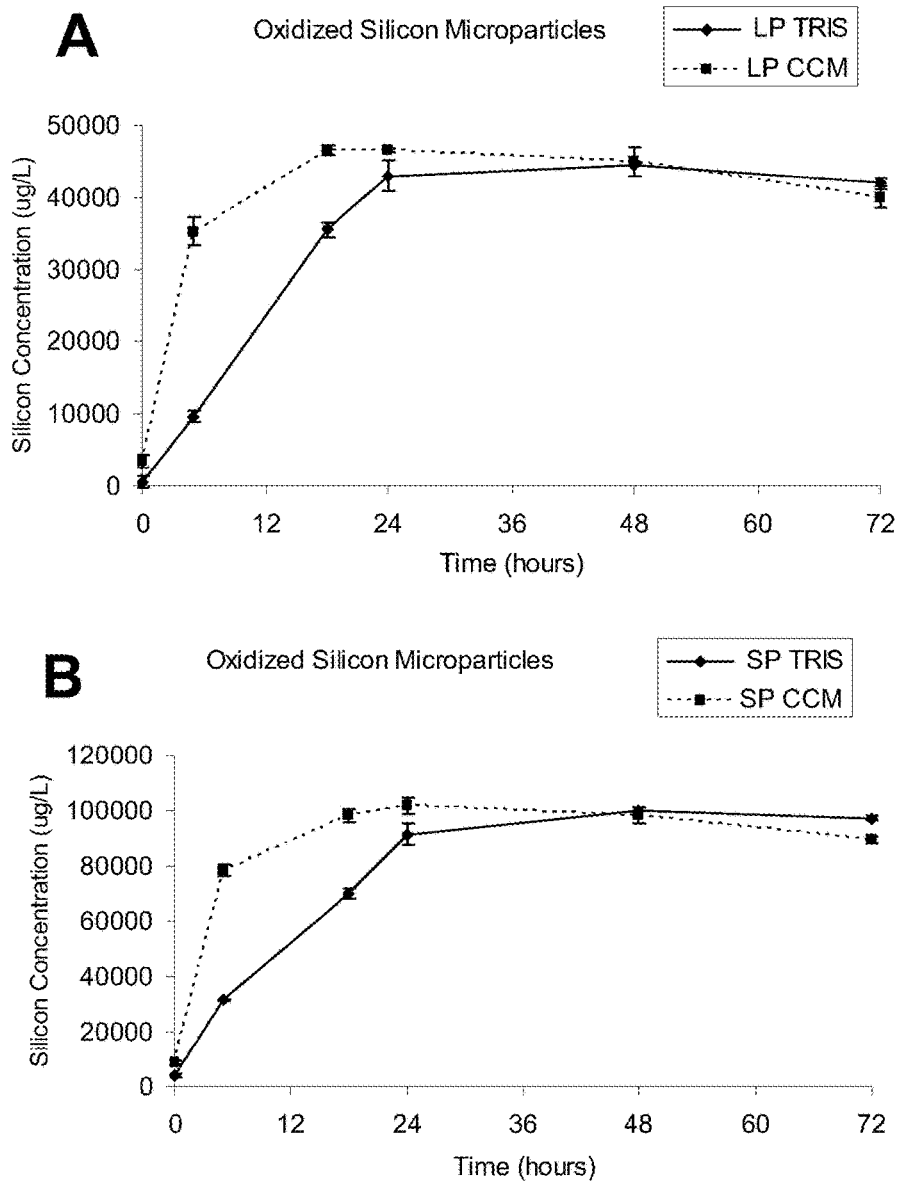 A
Oxidized Silicon Microparticles
LP TRIS
LP CCM
Silicon Concentration (ug/L)
50000
40000
30000
20000
10000
0
0 12 24 36 48 60 72
Time (hours)
B
Oxidized Silicon Microparticles
SP TRIS
SP CCM
Silicon Concentration (ug/L)
120000
100000
80000
60000
40000
20000
0
0 12 24 36 48 60 72
Time (hours)